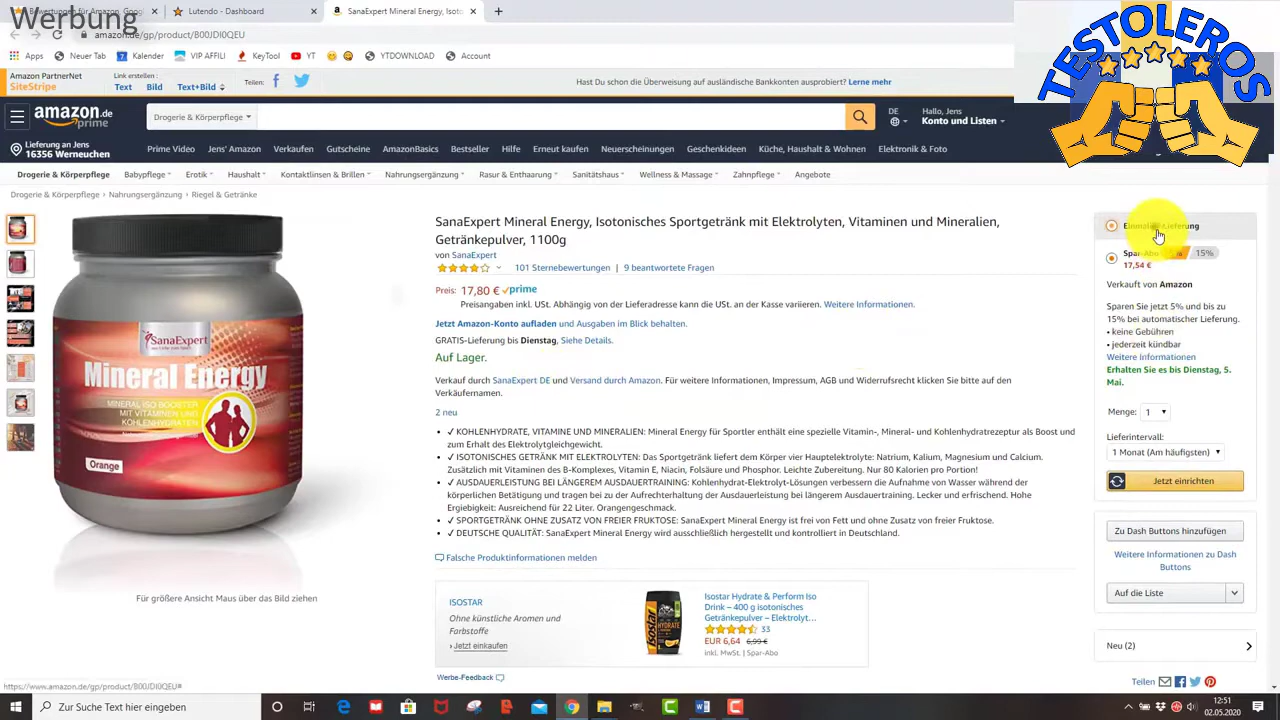 Werbung
Bewertungen für Amazon, Googl
Lutendo - Dashboard
SanaExpert Mineral Energy, Isoto
amazon.de/gp/product/B00JDI0QEU
Apps
Neuer Tab
Kalender
VIP AFFILI
KeyTool
YT
YTDOWNLOAD
Account
TESTOLEROS
Amazon PartnerNet
SiteStripe
Link erstellen:
Text
Bild
Text+Bild
Teilen:
Hast Du schon die Überweisung auf ausländische Bankkonten ausprobiert? Lerne mehr
amazon.de
prime
Drogerie & Körperpflege
DE
Hallo, Jens
Konto und Listen
Lieferung an Jens
16356 Werneuchen
Prime Video
Jens' Amazon
Verkaufen
Gutscheine
AmazonBasics
Bestseller
Hilfe
Erneut kaufen
Neuerscheinungen
Geschenkideen
Küche, Haushalt & Wohnen
Elektronik & Foto
Drogerie & Körperpflege
Babypflege
Erotik
Haushalt
Kontaktlinsen & Brillen
Nahrungsergänzung
Rasur & Enthaarung
Sanitätshaus
Wellness & Massage
Zahnpflege
Angebote
Drogerie & Körperpflege › Nahrungsergänzung › Riegel & Getränke
SanaExpert
Mineral Energy
MINERAL ISO BOOSTER
MIT VITAMINEN UND
KOHLENHYDRATEN
Orange
Für größere Ansicht Maus über das Bild ziehen
SanaExpert Mineral Energy, Isotonisches Sportgetränk mit Elektrolyten, Vitaminen und Mineralien,
Getränkepulver, 1100g
von SanaExpert
101 Sternebewertungen | 9 beantwortete Fragen
Preis: 17,80 € prime
Preisangaben inkl. USt. Abhängig von der Lieferadresse kann die USt. an der Kasse variieren. Weitere Informationen.
Jetzt Amazon-Konto aufladen und Ausgaben im Blick behalten.
GRATIS-Lieferung bis Dienstag, Siehe Details.
Auf Lager.
Verkauf durch SanaExpert DE und Versand durch Amazon. Für weitere Informationen, Impressum, AGB und Widerrufsrecht klicken Sie bitte auf den
Verkäufernamen.
2 neu
• ✓ KOHLENHYDRATE, VITAMINE UND MINERALIEN: Mineral Energy für Sportler enthält eine spezielle Vitamin-, Mineral- und Kohlenhydratrezeptur als Boost und
zum Erhalt des Elektrolytgleichgewicht.
• ✓ ISOTONISCHES GETRÄNK MIT ELEKTROLYTEN: Das Sportgetränk liefert dem Körper vier Hauptelektrolyte: Natrium, Kalium, Magnesium und Calcium.
Zusätzlich mit Vitaminen des B-Komplexes, Vitamin E, Niacin, Folsäure und Phosphor. Leichte Zubereitung. Nur 80 Kalorien pro Portion!
• ✓ AUSDAUERLEISTUNG BEI LÄNGEREM AUSDAUERTRAINING: Kohlenhydrat-Elektrolyt-Lösungen verbessern die Aufnahme von Wasser während der
körperlichen Betätigung und tragen bei zu der Aufrechterhaltung der Ausdauerleistung bei längerem Ausdauertraining. Lecker und erfrischend. Hohe
Ergiebigkeit: Ausreichend für 22 Liter. Orangengeschmack.
• ✓ SPORTGETRÄNK OHNE ZUSATZ VON FREIER FRUKTOSE: SanaExpert Mineral Energy ist frei von Fett und ohne Zusatz von freier Fruktose.
• ✓ DEUTSCHE QUALITÄT: SanaExpert Mineral Energy wird ausschließlich hergestellt und kontrolliert in Deutschland.
Falsche Produktinformationen melden
ISOSTAR
Ohne künstliche Aromen und
Farbstoffe
› Jetzt einkaufen
Isostar Hydrate & Perform Iso
Drink – 400 g isotonisches
Getränkepulver – Elektrolyt...
33
EUR 6,64 6,99 €
inkl. MwSt. | Spar-Abo
Werbe-Feedback
Einmalige Lieferung
Spar-Abo
15%
17,54 €
Verkauft von Amazon
Sparen Sie jetzt 5% und bis zu
15% bei automatischer Lieferung.
• keine Gebühren
• jederzeit kündbar
Weitere Informationen
Erhalten Sie es bis Dienstag, 5.
Mai.
Menge: 1
Lieferintervall:
1 Monat (Am häufigsten)
Jetzt einrichten
Zu Dash Buttons hinzufügen
Weitere Informationen zu Dash
Buttons
Auf die Liste
Neu (2)
Teilen
https://www.amazon.de/gp/product/B00JDI0QEU#
Zur Suche Text hier eingeben
12:51
02.05.2020